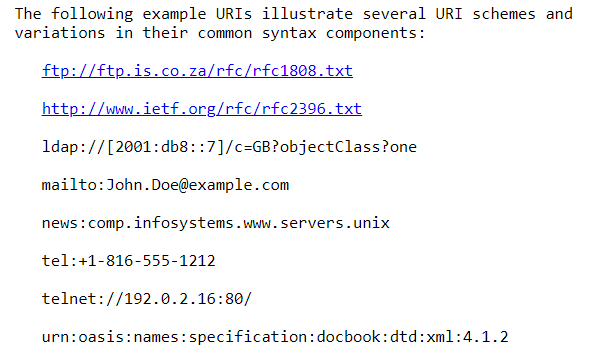 The following example URIs illustrate several URI schemes and
variations in their common syntax components:
ftp://ftp.is.co.za/rfc/rfc1808.txt
http://www.ietf.org/rfc/rfc2396.txt
ldap://[2001:db8::7]/c=GB?objectClass?one
mailto:John.Doe@example.com
news:comp.infosystems.www.servers.unix
tel:+1-816-555-1212
telnet://192.0.2.16:80/
urn:oasis:names:specification:docbook:dtd:xml:4.1.2